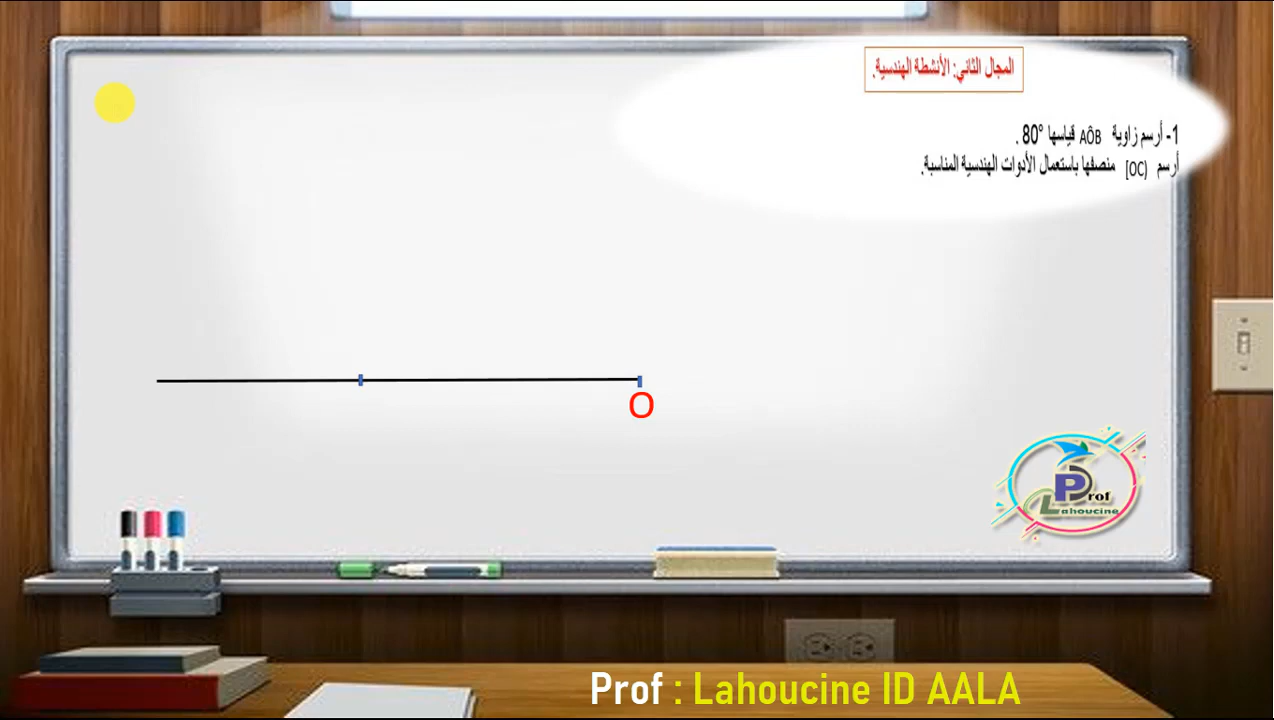 المجال الثاني: الأنشطة الهندسية.
1- أرسم زاوية AÔB قياسها 80° .
أرسم [OC) منصفها باستعمال الأدوات الهندسية المناسبة.
O
Prof
Lahoucine
Prof : Lahoucine ID AALA